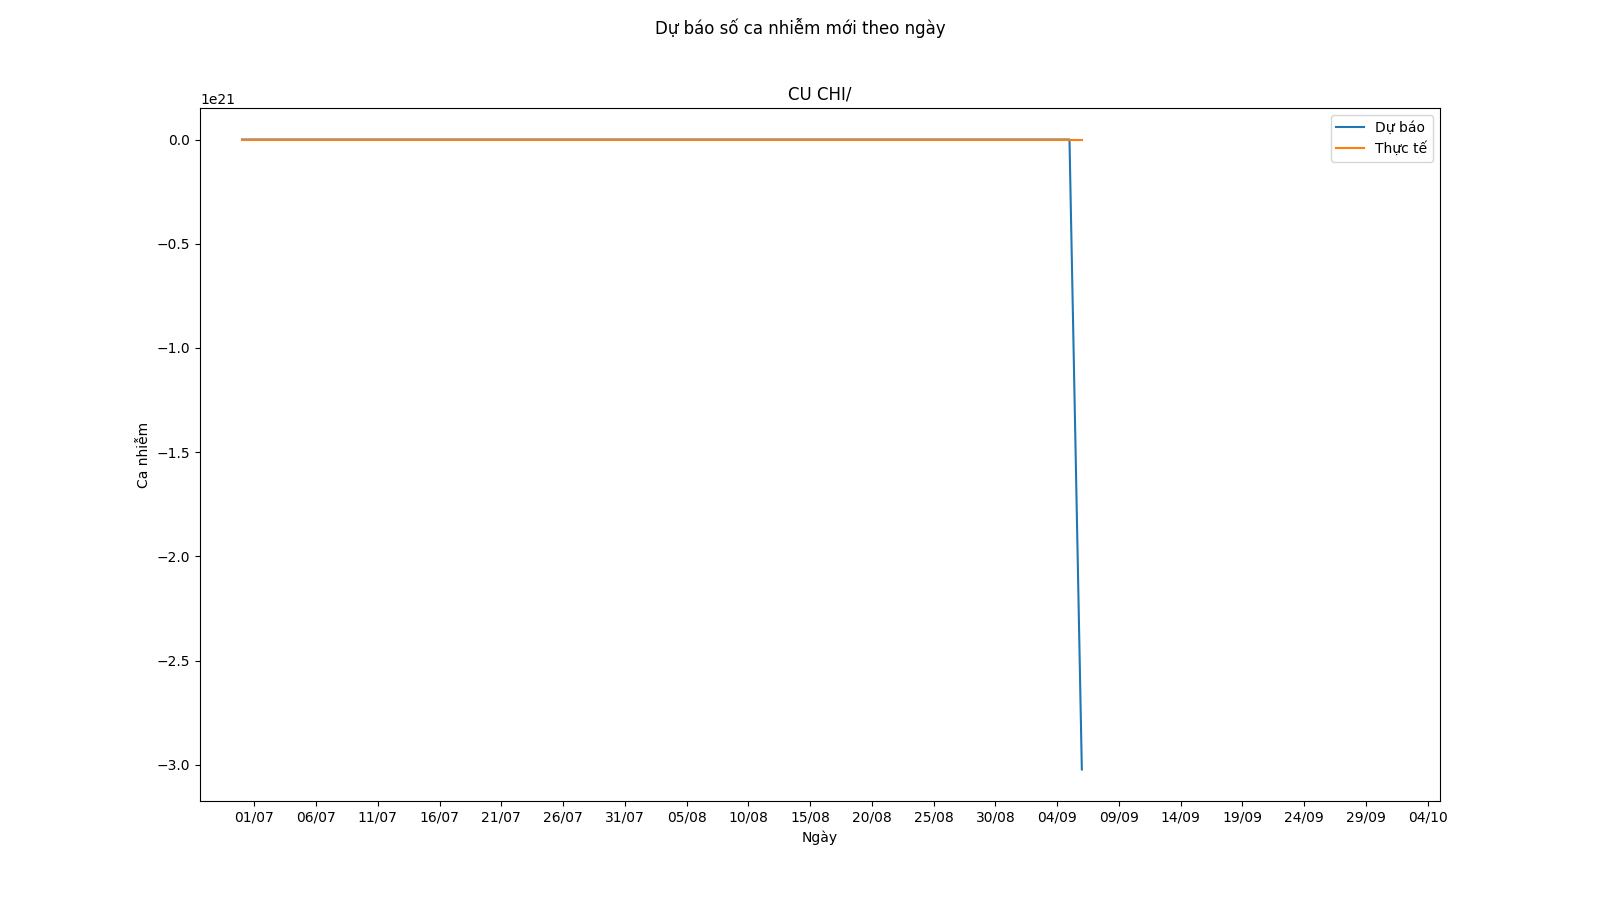 Dự báo số ca nhiễm mới theo ngày
CU CHI/
1e21
Dự báo
Thực tế
0.0
−0.5
−1.0
−1.5
−2.0
−2.5
−3.0
Ca nhiễm
01/07 06/07 11/07 16/07 21/07 26/07 31/07 05/08 10/08 15/08 20/08 25/08 30/08 04/09 09/09 14/09 19/09 24/09 29/09 04/10
Ngày